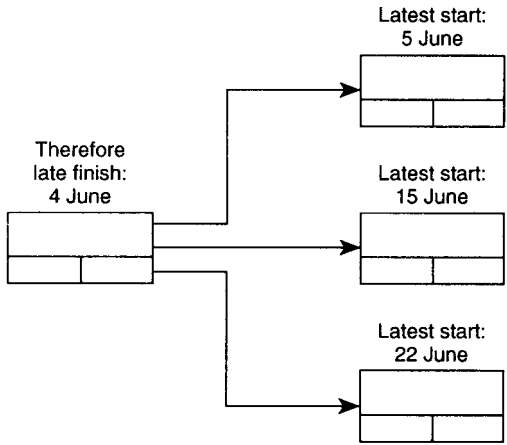 Latest start:
5 June
Therefore
late finish:
4 June
Latest start:
15 June
Latest start:
22 June